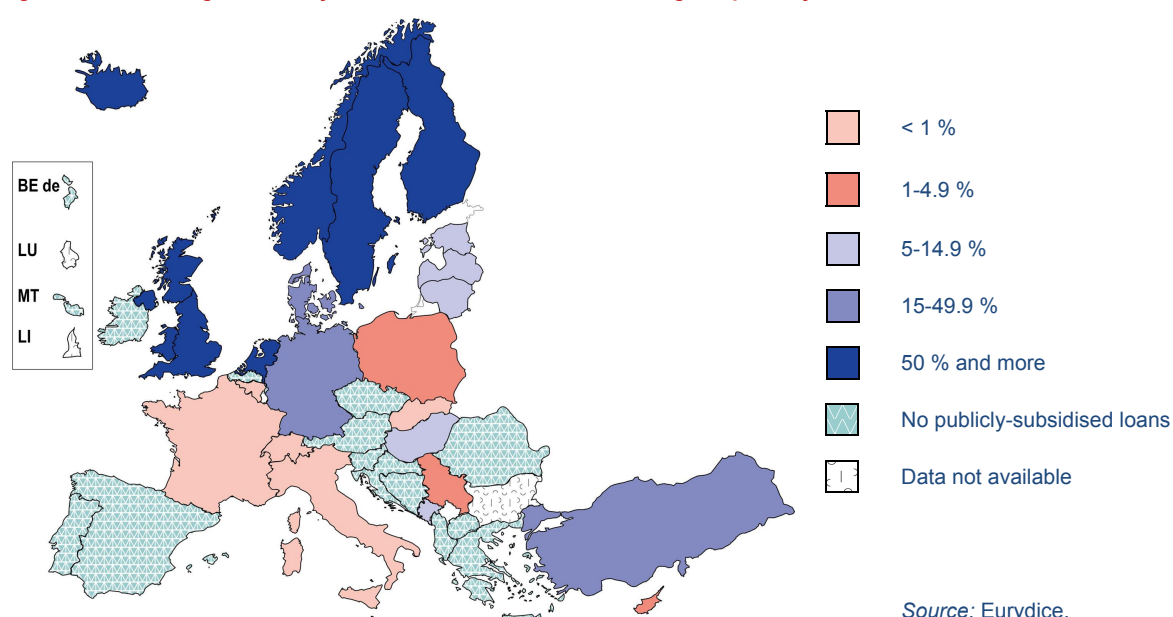 BE de
LU
MT
LI
< 1 %
1-4.9 %
5-14.9 %
15-49.9 %
50 % and more
No publicly-subsidised loans
Data not available
Source: Eurydice.